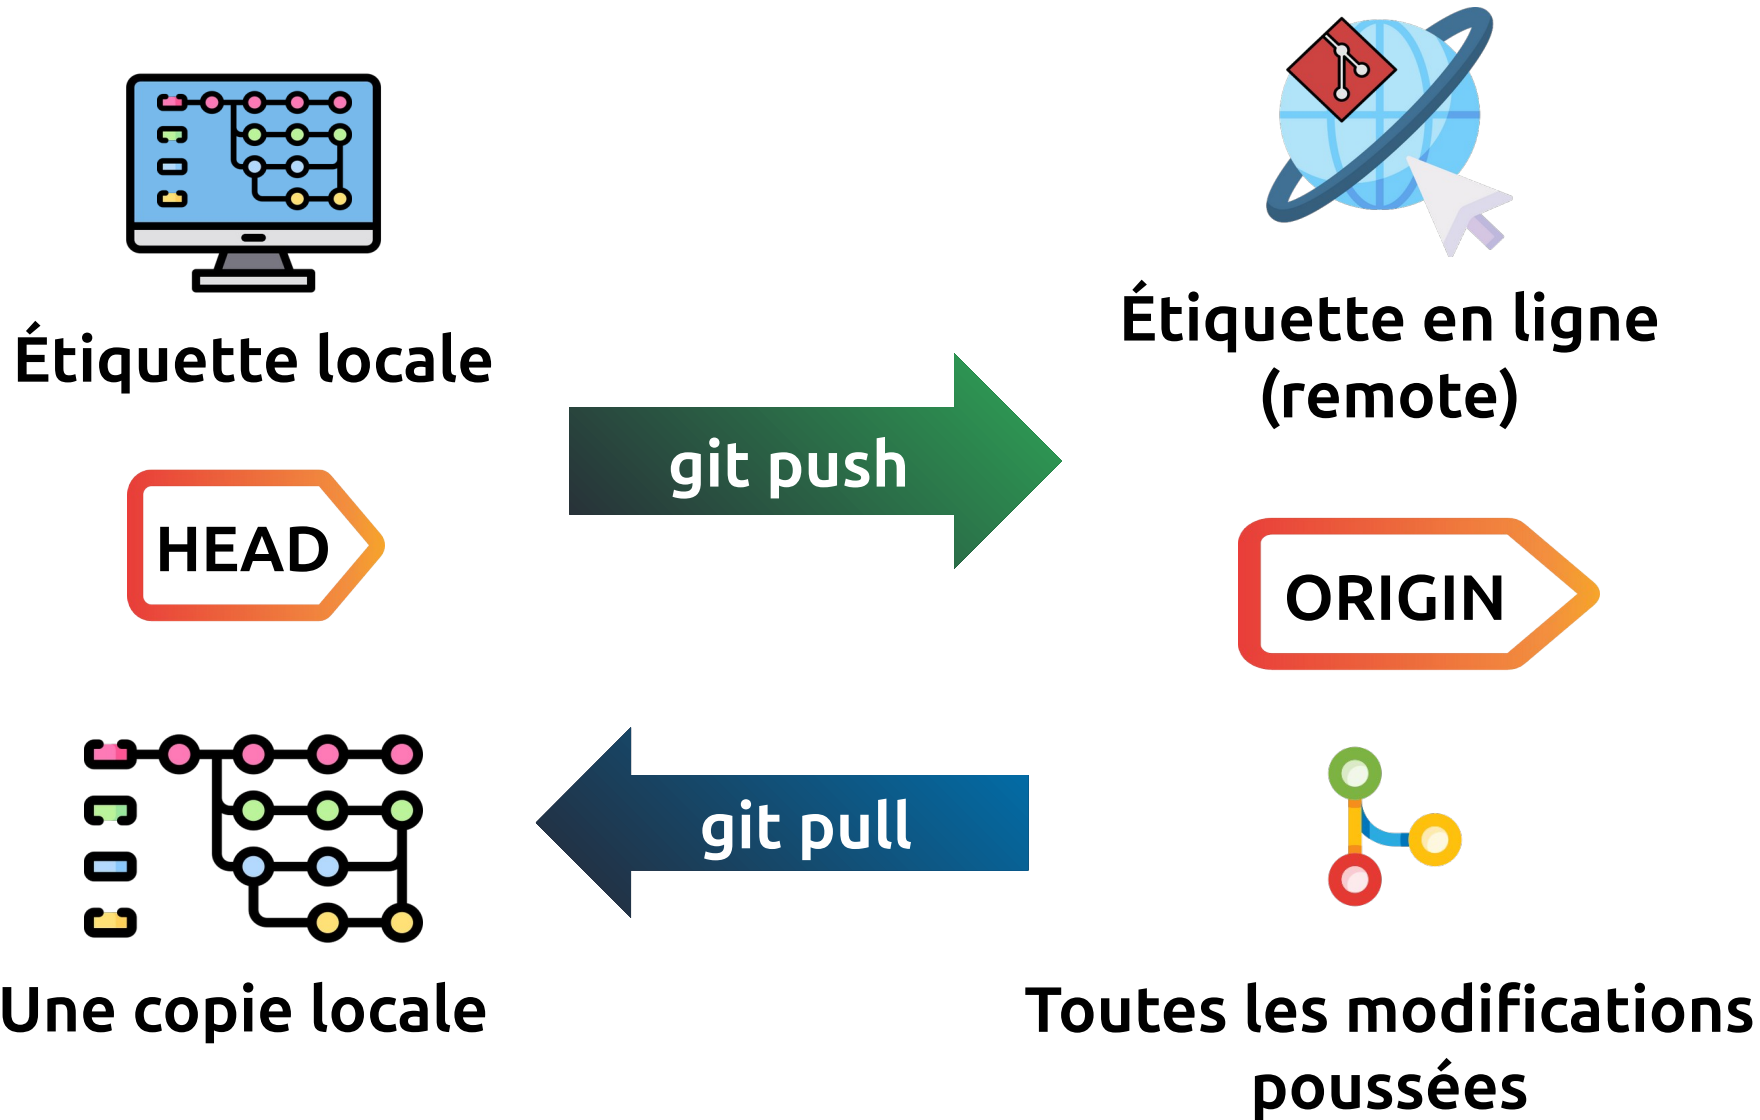 Étiquette locale
HEAD
Une copie locale
git push
git pull
Étiquette en ligne
(remote)
ORIGIN
Toutes les modifications
poussées